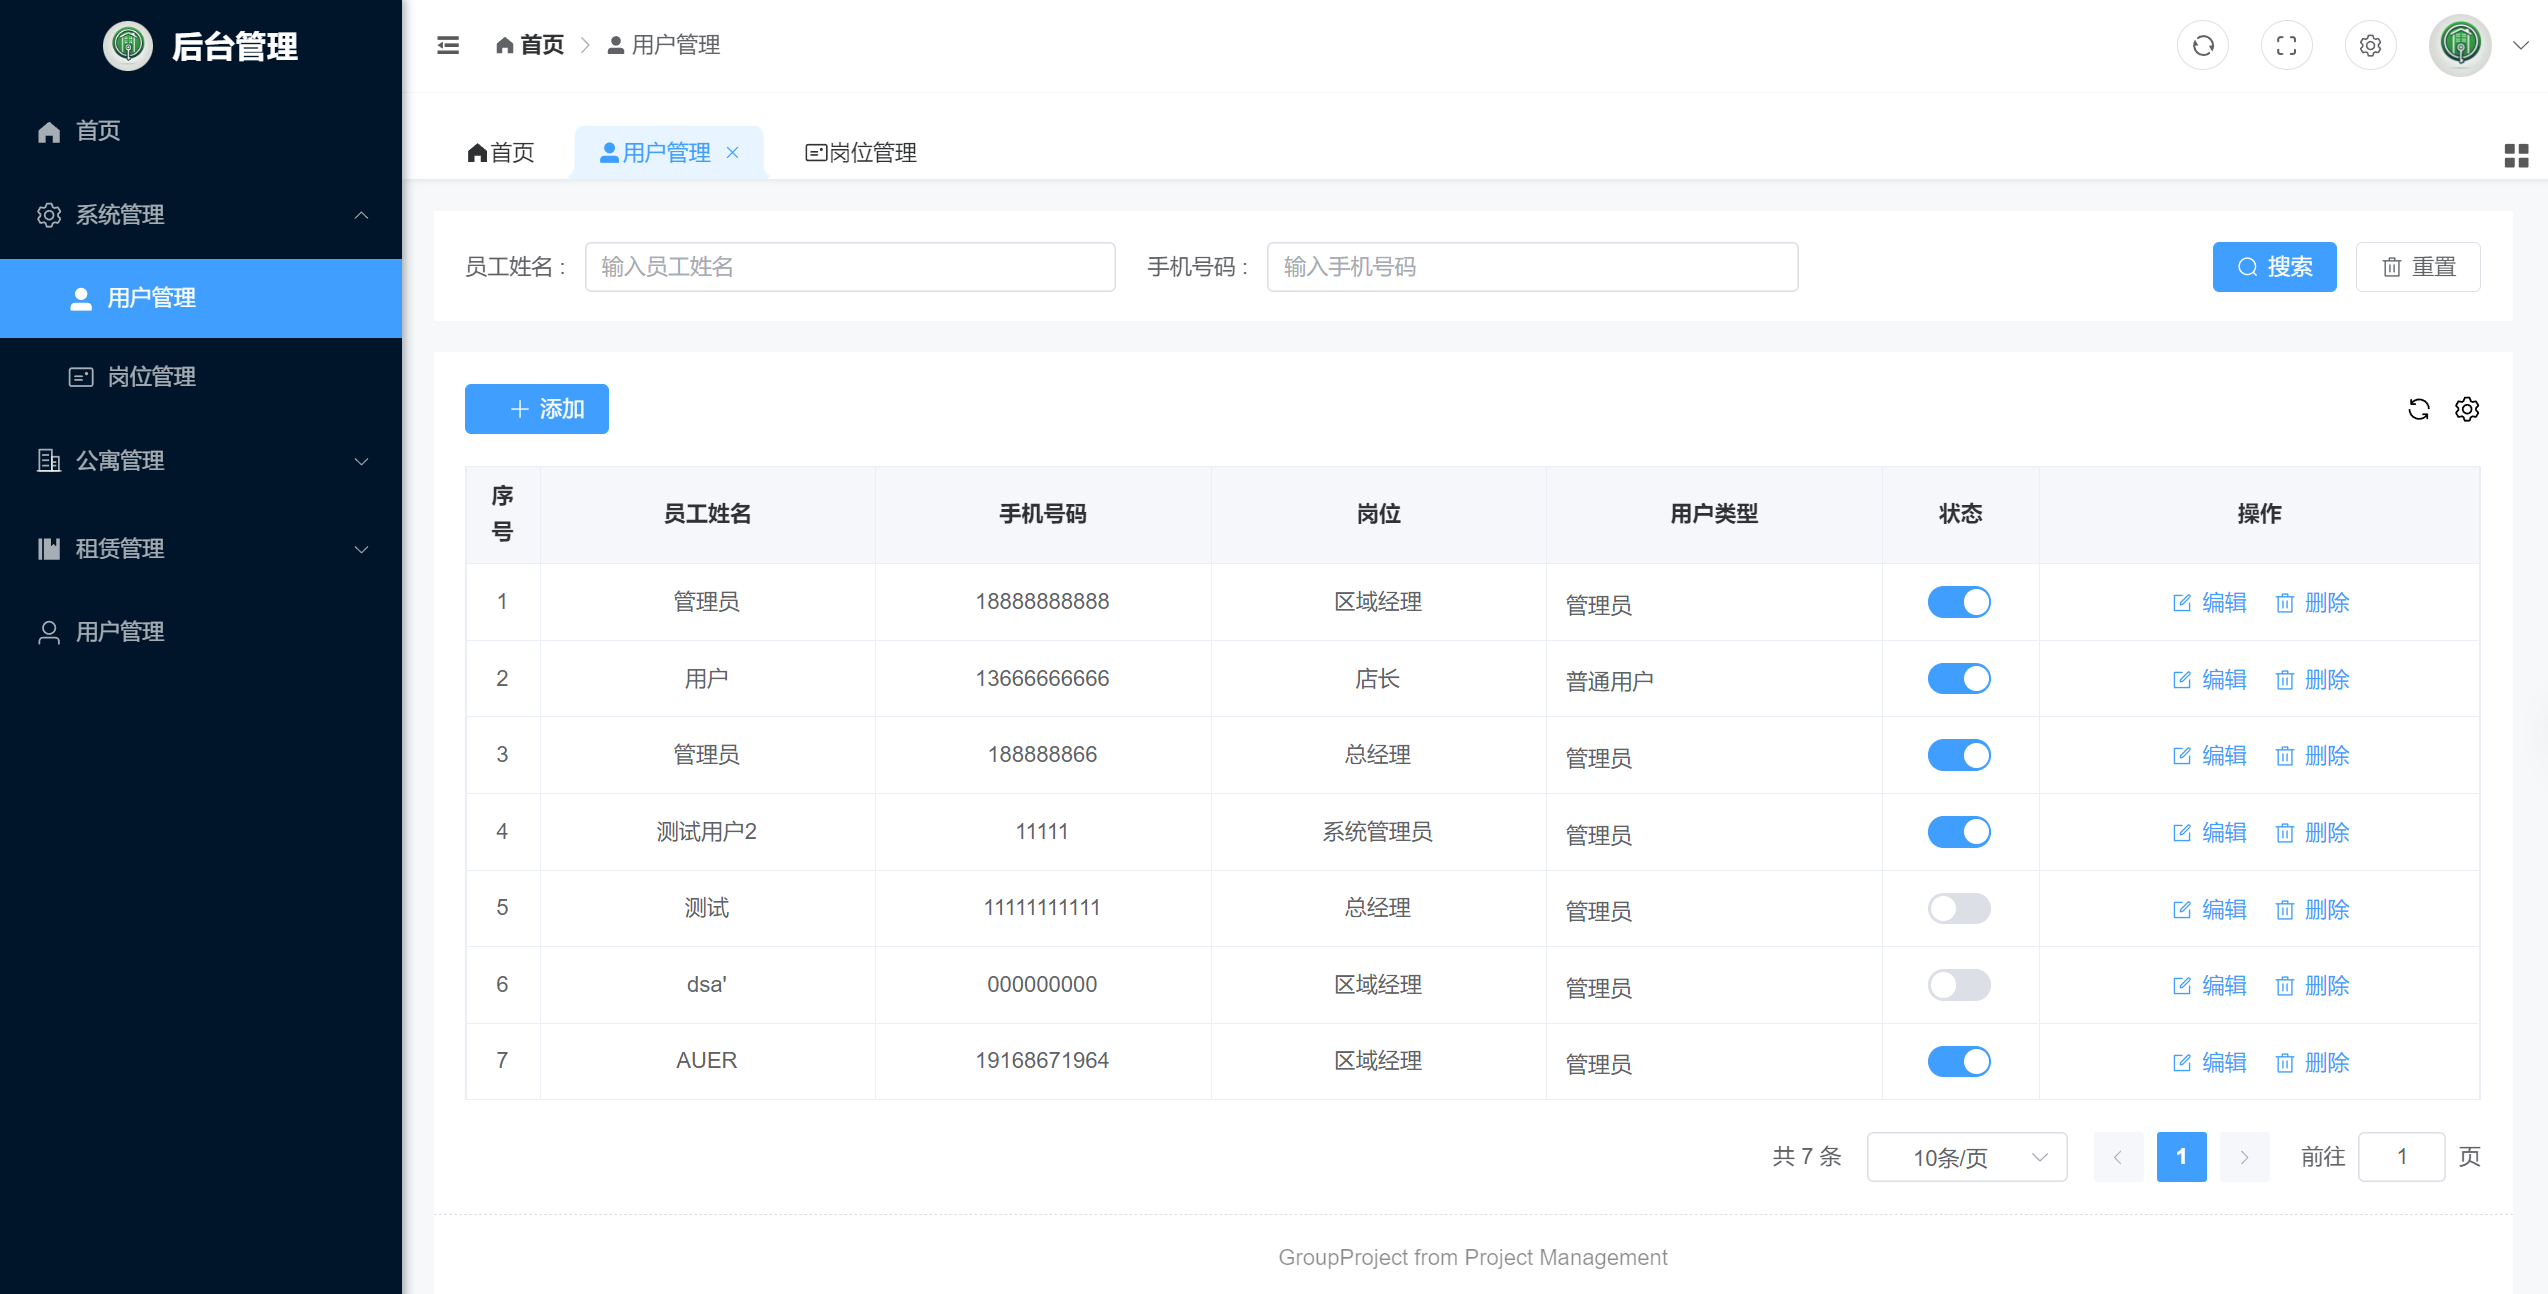 后台管理
首页
系统管理
用户管理
岗位管理
公寓管理
租赁管理
用户管理
首页 用户管理
首页 用户管理 岗位管理
员工姓名 : 输入员工姓名 手机号码 : 输入手机号码 搜索 重置
添加
序号 员工姓名 手机号码 岗位 用户类型 状态 操作
1 管理员 18888888888 区域经理 管理员 编辑 删除
2 用户 13666666666 店长 普通用户 编辑 删除
3 管理员 188888866 总经理 管理员 编辑 删除
4 测试用户2 11111 系统管理员 管理员 编辑 删除
5 测试 11111111111 总经理 管理员 编辑 删除
6 dsa' 000000000 区域经理 管理员 编辑 删除
7 AUER 19168671964 区域经理 管理员 编辑 删除
共 7 条 10条/页 1 前往 1 页
GroupProject from Project Management